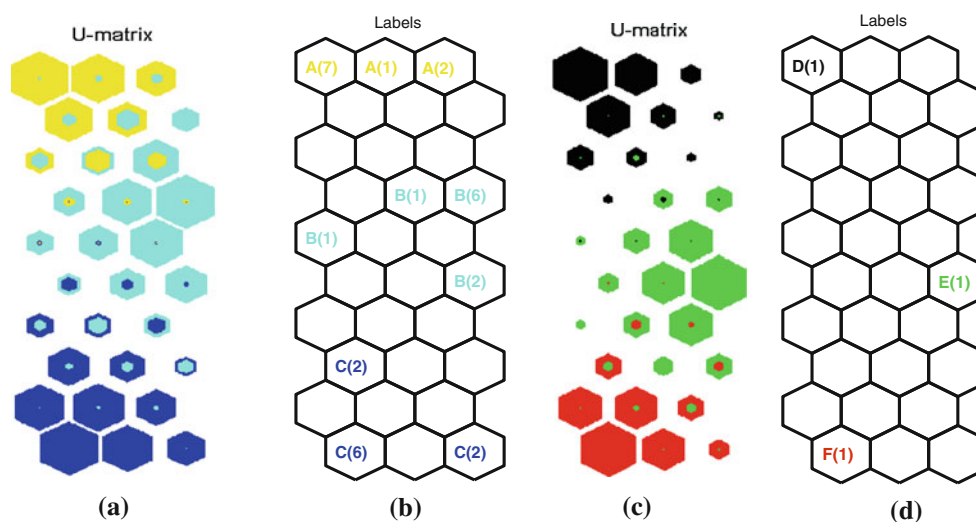 U-matrix
Labels
U-matrix
Labels
A(7) A(1) A(2)
D(1)
B(1) B(6)
B(1)
B(2)
E(1)
C(2)
C(6) C(2)
F(1)
(a) (b) (c) (d)